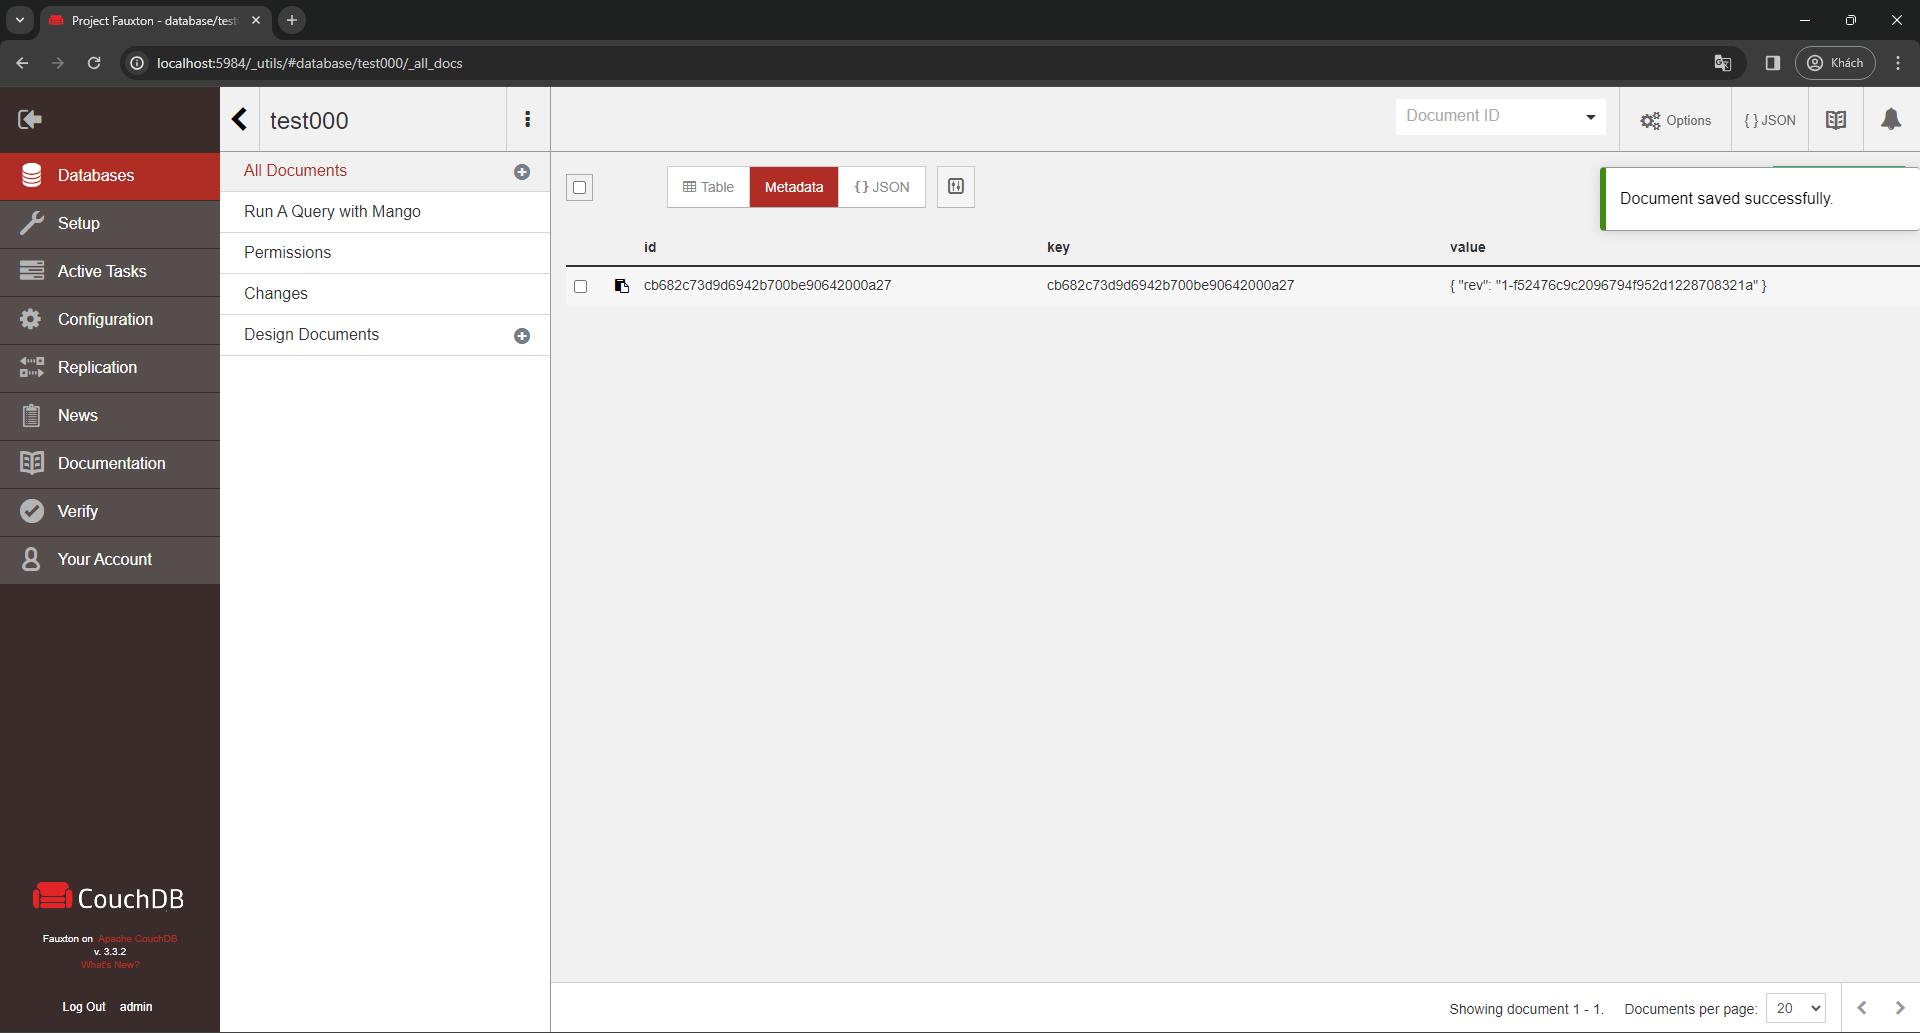 Project Fauxton - database/test
localhost:5984/_utils/#database/test000/_all_docs
Khách
test000
Document ID
Options
{ } JSON
Databases
Setup
Active Tasks
Configuration
Replication
News
Documentation
Verify
Your Account
All Documents
Run A Query with Mango
Permissions
Changes
Design Documents
Table
Metadata
{ } JSON
Document saved successfully.
id key value
cb682c73d9d6942b700be90642000a27 cb682c73d9d6942b700be90642000a27 { "rev": "1-f52476c9c2096794f952d1228708321a" }
CouchDB
Fauxton on Apache CouchDB
v. 3.3.2
What's New?
Log Out admin
Showing document 1 - 1. Documents per page: 20